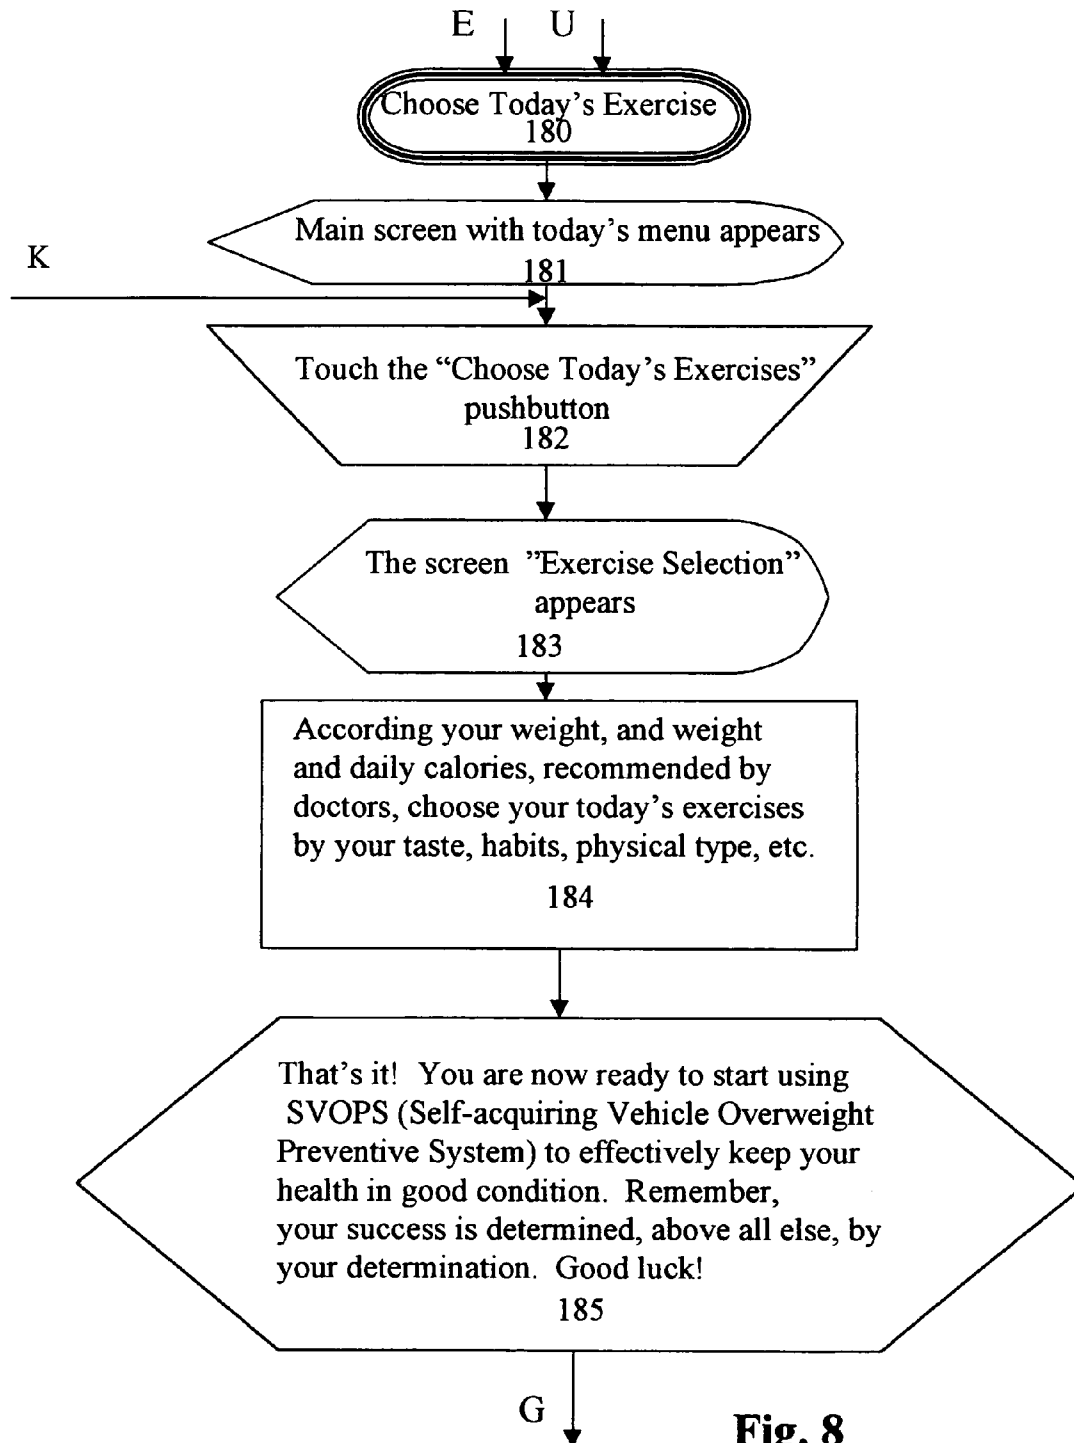 E U
Choose Today's Exercise
180
Main screen with today's menu appears
181
K
Touch the “Choose Today's Exercises”
pushbutton
182
The screen ”Exercise Selection”
appears
183
According your weight, and weight
and daily calories, recommended by
doctors, choose your today's exercises
by your taste, habits, physical type, etc.
184
That's it! You are now ready to start using
SVOPS (Self-acquiring Vehicle Overweight
Preventive System) to effectively keep your
health in good condition. Remember,
your success is determined, above all else, by
your determination. Good luck!
185
G
Fig. 8